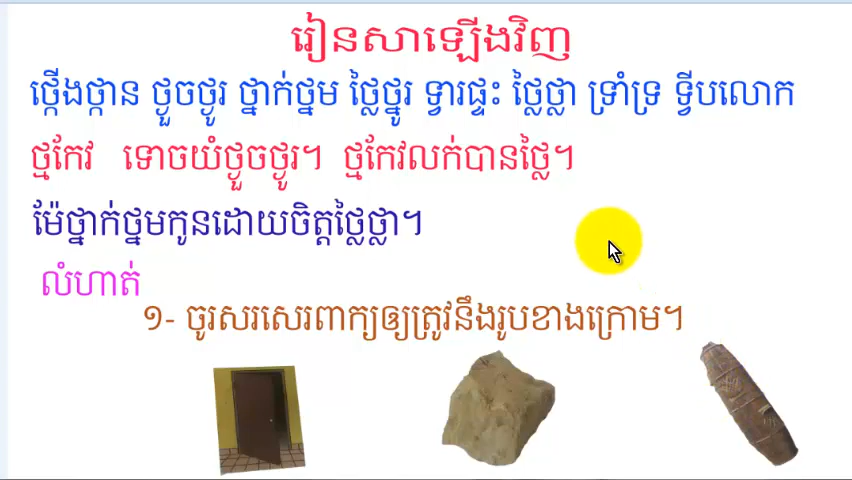 រៀនសាឡើងវិញ
ថ្កើងថ្កាន ថ្ងួចថ្ងូរ ថ្នាក់ថ្នម ថ្លៃថ្នូរ ទ្វារផ្ទះ ថ្លៃថ្លា ទ្រាំទ្រ ទ្វីបលោក
ថ្មកែវ ទោចយំថ្ងួចថ្ងូរ។ ថ្មកែវលក់បានថ្លៃ។
ម៉ែថ្នាក់ថ្នមកូនដោយចិត្តថ្លៃថ្លា។
លំហាត់
១- ចូរសរសេរពាក្យឲ្យត្រូវនឹងរូបខាងក្រោម។